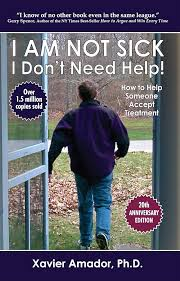 "I know of no other book even in the same league."
Gerry Spence, Author of the NY Times Best-Seller How to Argue and Win Every Time
I AM NOT SICK
I Don't Need Help!
How to Help
Someone
Accept
Treatment
Over
1.5 million
copies sold
20th
ANNIVERSARY
EDITION
Xavier Amador, Ph.D.